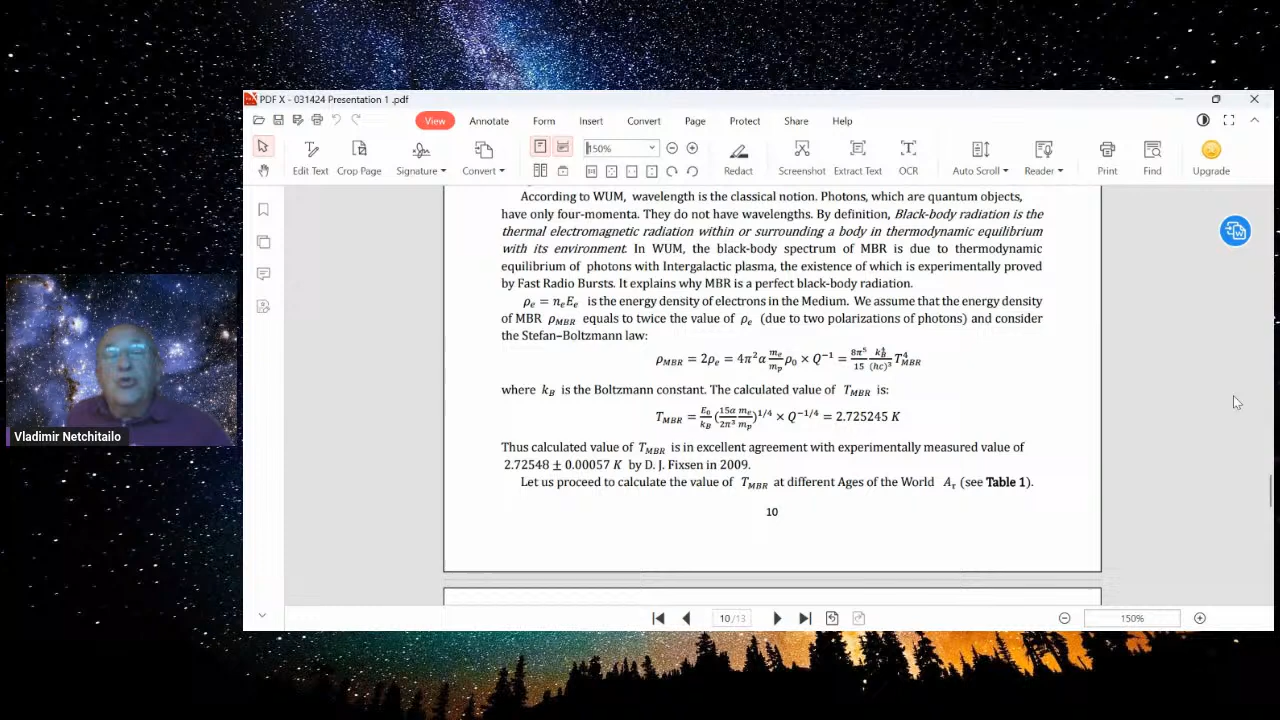 PDF X - 031424 Presentation 1 .pdf
View Annotate Form Insert Convert Page Protect Share Help
150%
Edit Text Crop Page Signature Convert Redact Screenshot Extract Text OCR Auto Scroll Reader Print Find Upgrade
According to WUM, wavelength is the classical notion. Photons, which are quantum objects,
have only four-momenta. They do not have wavelengths. By definition, Black-body radiation is the
thermal electromagnetic radiation within or surrounding a body in thermodynamic equilibrium
with its environment. In WUM, the black-body spectrum of MBR is due to thermodynamic
equilibrium of photons with Intergalactic plasma, the existence of which is experimentally proved
by Fast Radio Bursts. It explains why MBR is a perfect black-body radiation.
ρₑ = nₑEₑ is the energy density of electrons in the Medium. We assume that the energy density
of MBR ρ_MBR equals to twice the value of ρₑ (due to two polarizations of photons) and consider
the Stefan–Boltzmann law:
ρ_MBR = 2ρₑ = 4π²α mₑ/mₚ ρ₀ × Q⁻¹ = 8π⁵/15 k_B⁴/(hc)³ T⁴_MBR
where k_B is the Boltzmann constant. The calculated value of T_MBR is:
T_MBR = E₀/k_B (15α/2π³ mₑ/mₚ)^1/4 × Q^−1/4 = 2.725245 K
Thus calculated value of T_MBR is in excellent agreement with experimentally measured value of
2.72548 ± 0.00057 K by D. J. Fixsen in 2009.
Let us proceed to calculate the value of T_MBR at different Ages of the World A_τ (see Table 1).
10
Vladimir Netchitailo
10 /13
150%